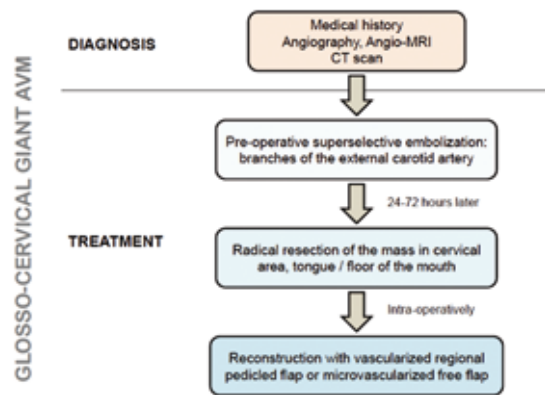 GLOSSO-CERVICAL GIANT AVM
DIAGNOSIS
Medical history
Angiography, Angio-MRI
CT scan
Pre-operative superselective embolization:
branches of the external carotid artery
24-72 hours later
TREATMENT
Radical resection of the mass in cervical
area, tongue / floor of the mouth
Intra-operatively
Reconstruction with vascularized regional
pedicled flap or microvascularized free flap